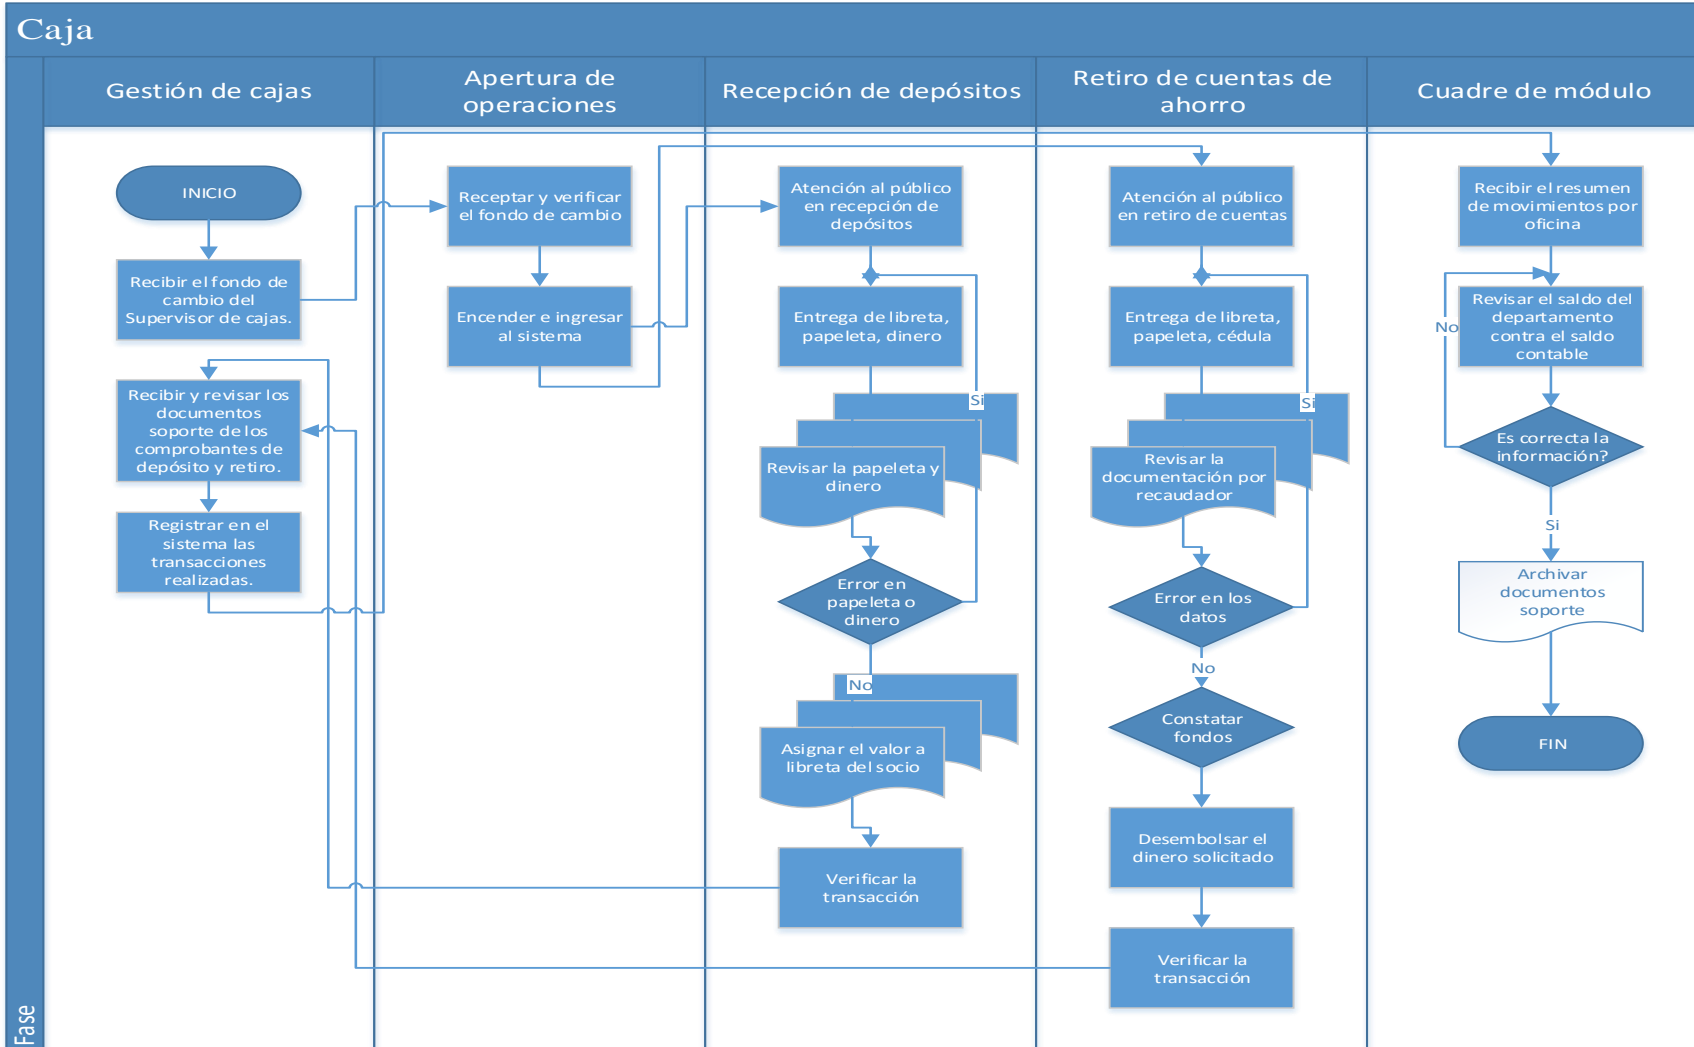 Caja
Fase
Gestión de cajas
INICIO
Recibir el fondo de
cambio del
Supervisor de cajas.
Recibir y revisar los
documentos
soporte de los
comprobantes de
depósito y retiro.
Registrar en el
sistema las
transacciones
realizadas.
Apertura de
operaciones
Receptar y verificar
el fondo de cambio
Encender e ingresar
al sistema
Recepción de depósitos
Atención al público
en recepción de
depósitos
Entrega de libreta,
papeleta, dinero
Si
Revisar la papeleta y
dinero
Error en
papeleta o
dinero
No
Asignar el valor a
libreta del socio
Verificar la
transacción
Retiro de cuentas de
ahorro
Atención al público
en retiro de cuentas
Entrega de libreta,
papeleta, cédula
Si
Revisar la
documentación por
recaudador
Error en los
datos
No
Constatar
fondos
Desembolsar el
dinero solicitado
Verificar la
transacción
Cuadre de módulo
Recibir el resumen
de movimientos por
oficina
Revisar el saldo del
departamento
contra el saldo
contable
No
Es correcta la
información?
Si
Archivar
documentos
soporte
FIN